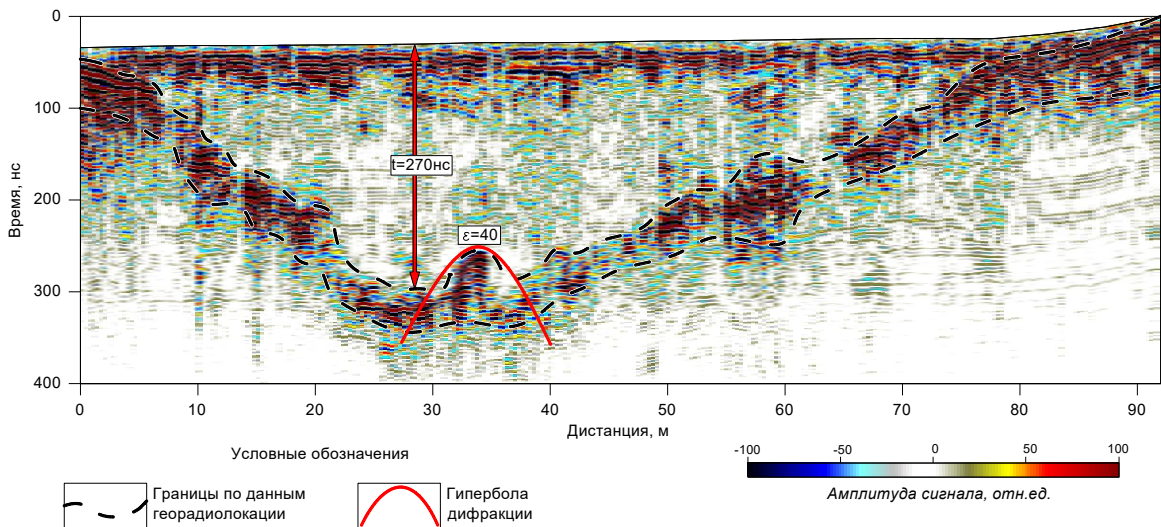 0
100
200
300
400
Время, нс
t=270нс
ε=40
0 10 20 30 40 50 60 70 80 90
Дистанция, м
Условные обозначения
Границы по данным
георадиолокации
Гипербола
дифракции
-100 -50 0 50 100
Амплитуда сигнала, отн.ед.